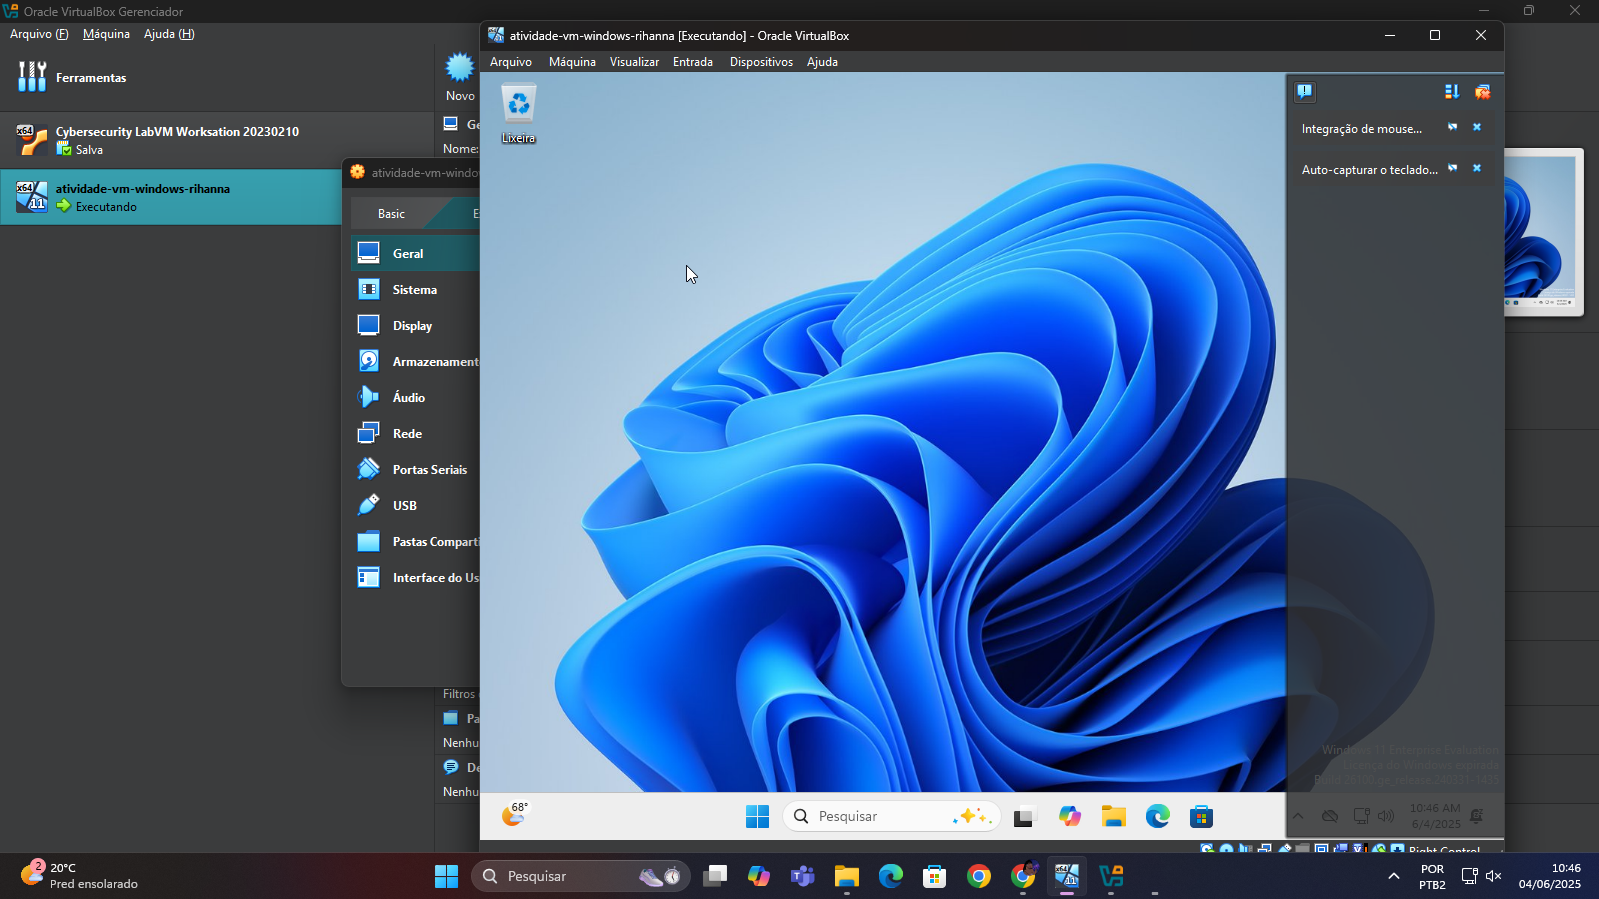 Oracle VirtualBox Gerenciador
Arquivo (F) Máquina Ajuda (H)
Ferramentas
Novo
x64
Cybersecurity LabVM Worksation 20230210
Salva
x64
11
atividade-vm-windows-rihanna
Executando
Ge
Nome:
atividade-vm-windo
Basic
E
Geral
Sistema
Display
Armazenament
Áudio
Rede
Portas Seriais
USB
Pastas Comparti
Interface do Us
Filtros
Pa
Nenhu
De
Nenhu
atividade-vm-windows-rihanna [Executando] - Oracle VirtualBox
Arquivo Máquina Visualizar Entrada Dispositivos Ajuda
Lixeira
Integração de mouse...
Auto-capturar o teclado...
Windows 11 Enterprise Evaluation
Licença do Windows expirada
Build 26100.ge_release.240331-1435
68°
Pesquisar
10:46 AM
6/4/2025
Right Control
2
20°C
Pred ensolarado
Pesquisar
x64
11
POR
PTB2
10:46
04/06/2025